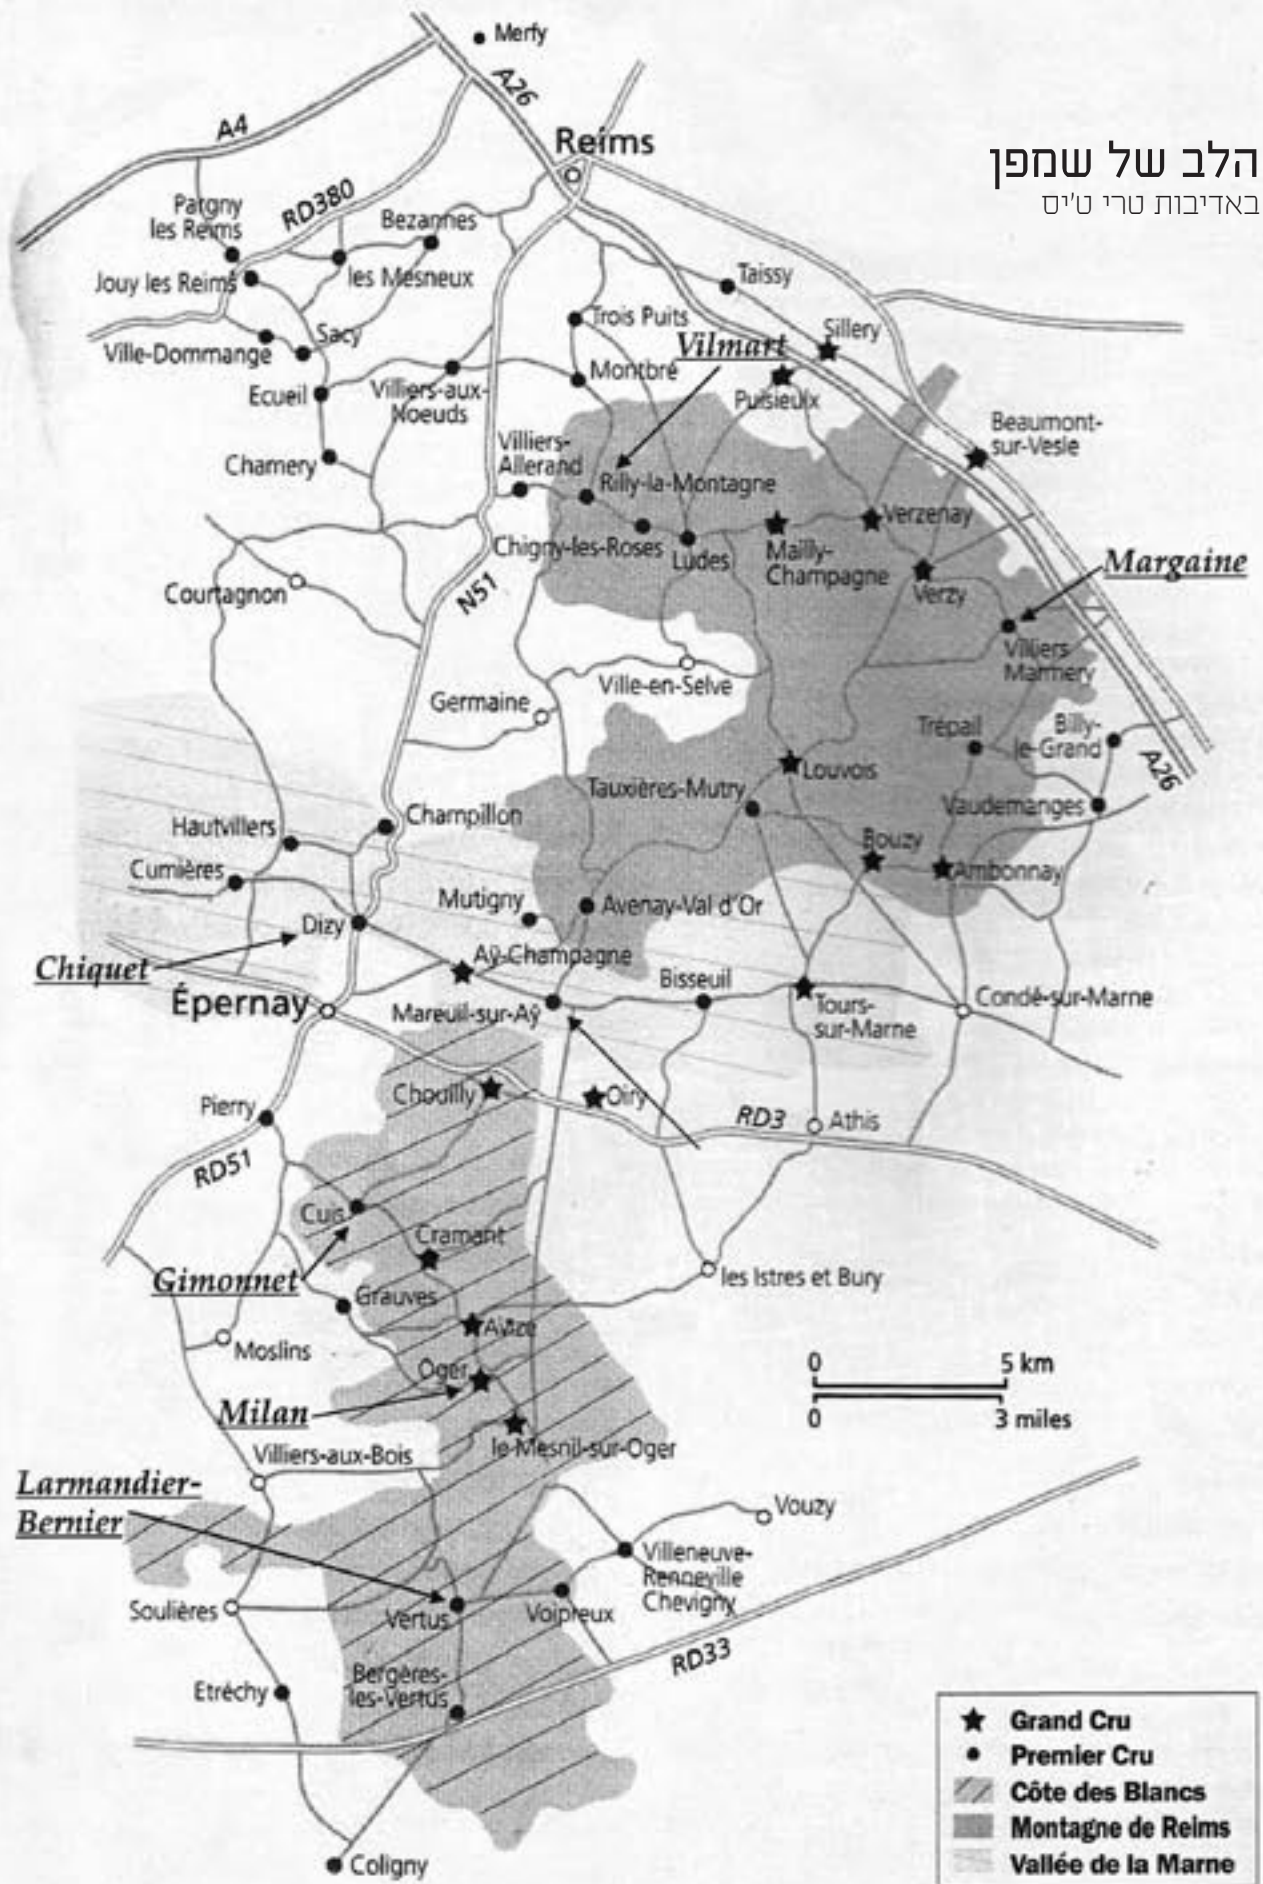 Merfy
A26
A4
Reims
הלב של שמפן
באדיבות טרי ט'יס
Pargny
les Reims
RD380
Bezannes
Jouy les Reims
les Mesneux
Taissy
Trois Puits
Sillery
Ville-Dommange
Sacy
Vilmart
Montbré
Puisieulx
Ecueil
Villiers-aux-
Noeuds
Beaumont-
sur-Vesle
Chamery
Villiers-
Allerand
Rilly-la-Montagne
Verzenay
Chigny-les-Roses
Ludes
Mailly-
Champagne
Margaine
Courtagnon
N51
Verzy
Villiers
Marmery
Ville-en-Selve
Germaine
Trépail
Billy-
le-Grand
A26
Louvois
Tauxières-Mutry
Vaudemanges
Hautvillers
Champillon
Bouzy
Cumières
Ambonnay
Mutigny
Avenay-Val d'Or
Dizy
Chiquet
Aÿ-Champagne
Bisseuil
Épernay
Mareuil-sur-Aÿ
Tours-
sur-Marne
Condé-sur-Marne
Chouilly
Oiry
Pierry
RD3
Athis
RD51
Cuis
Cramant
Gimonnet
les Istres et Bury
Grauves
Avize
Moslins
Oger
0 5 km
0 3 miles
Milan
le-Mesnil-sur-Oger
Villiers-aux-Bois
Larmandier-
Bernier
Vouzy
Villeneuve-
Renneville
Chevigny
Soulières
Vertus
Voipreux
RD33
Etréchy
Bergères-
les-Vertus
Grand Cru
Premier Cru
Côte des Blancs
Montagne de Reims
Vallée de la Marne
Coligny